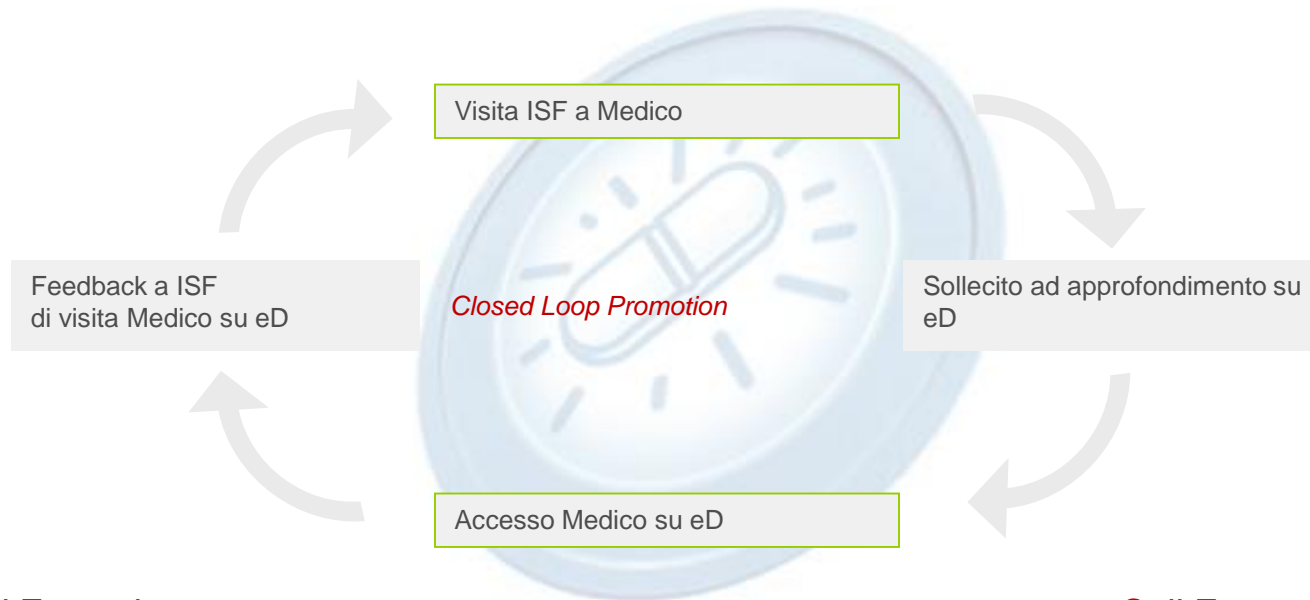 Visita ISF a Medico
Feedback a ISF
di visita Medico su eD
Closed Loop Promotion
Sollecito ad approfondimento su
eD
Accesso Medico su eD